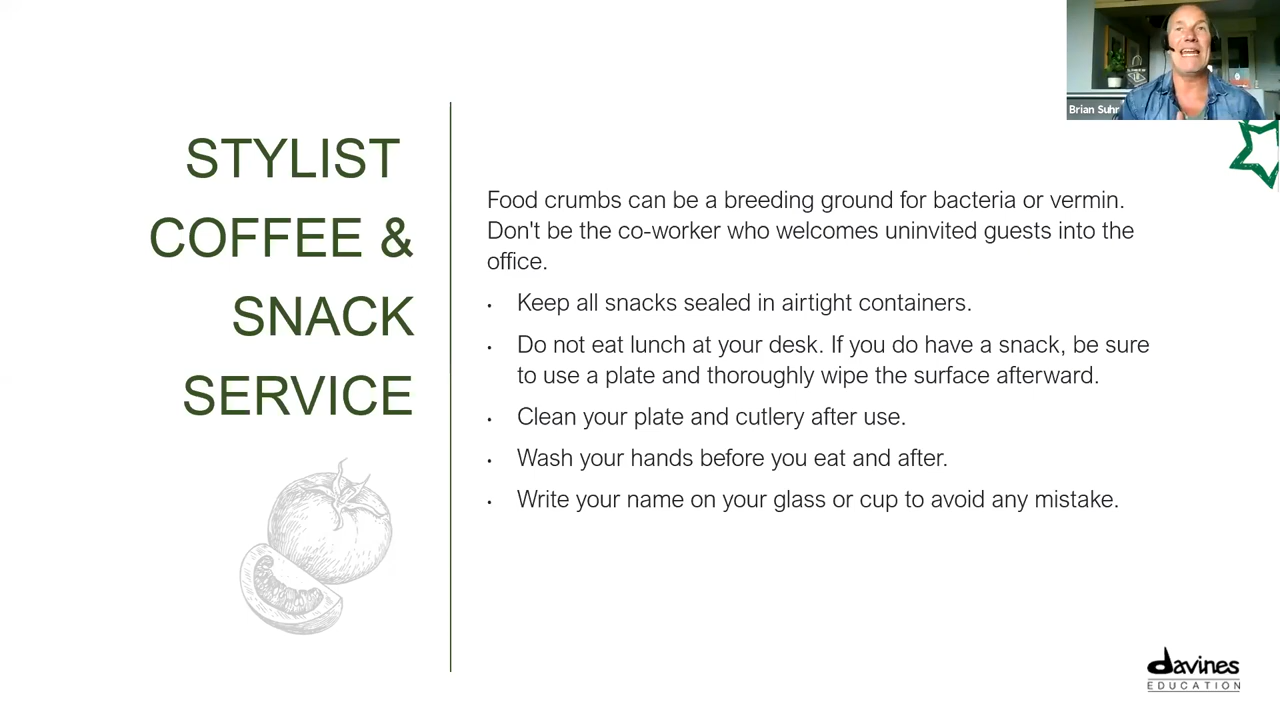 Brian Suhr
STYLIST
COFFEE &
SNACK
SERVICE
Food crumbs can be a breeding ground for bacteria or vermin.
Don't be the co-worker who welcomes uninvited guests into the
office.
• Keep all snacks sealed in airtight containers.
• Do not eat lunch at your desk. If you do have a snack, be sure
to use a plate and thoroughly wipe the surface afterward.
• Clean your plate and cutlery after use.
• Wash your hands before you eat and after.
• Write your name on your glass or cup to avoid any mistake.
davines
EDUCATION